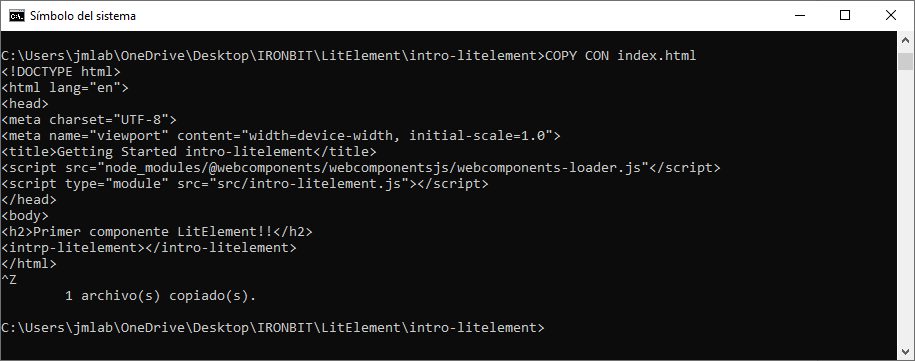 Símbolo del sistema
C:\Users\jmlab\OneDrive\Desktop\IRONBIT\LitElement\intro-litelement>COPY CON index.html
<!DOCTYPE html>
<html lang="en">
<head>
<meta charset="UTF-8">
<meta name="viewport" content="width=device-width, initial-scale=1.0">
<title>Getting Started intro-litelement</title>
<script src="node_modules/@webcomponents/webcomponentsjs/webcomponents-loader.js"</script>
<script type="module" src="src/intro-litelement.js"></script>
</head>
<body>
<h2>Primer componente LitElement!!</h2>
<intrp-litelement></intro-litelement>
</html>
^Z
        1 archivo(s) copiado(s).
C:\Users\jmlab\OneDrive\Desktop\IRONBIT\LitElement\intro-litelement>